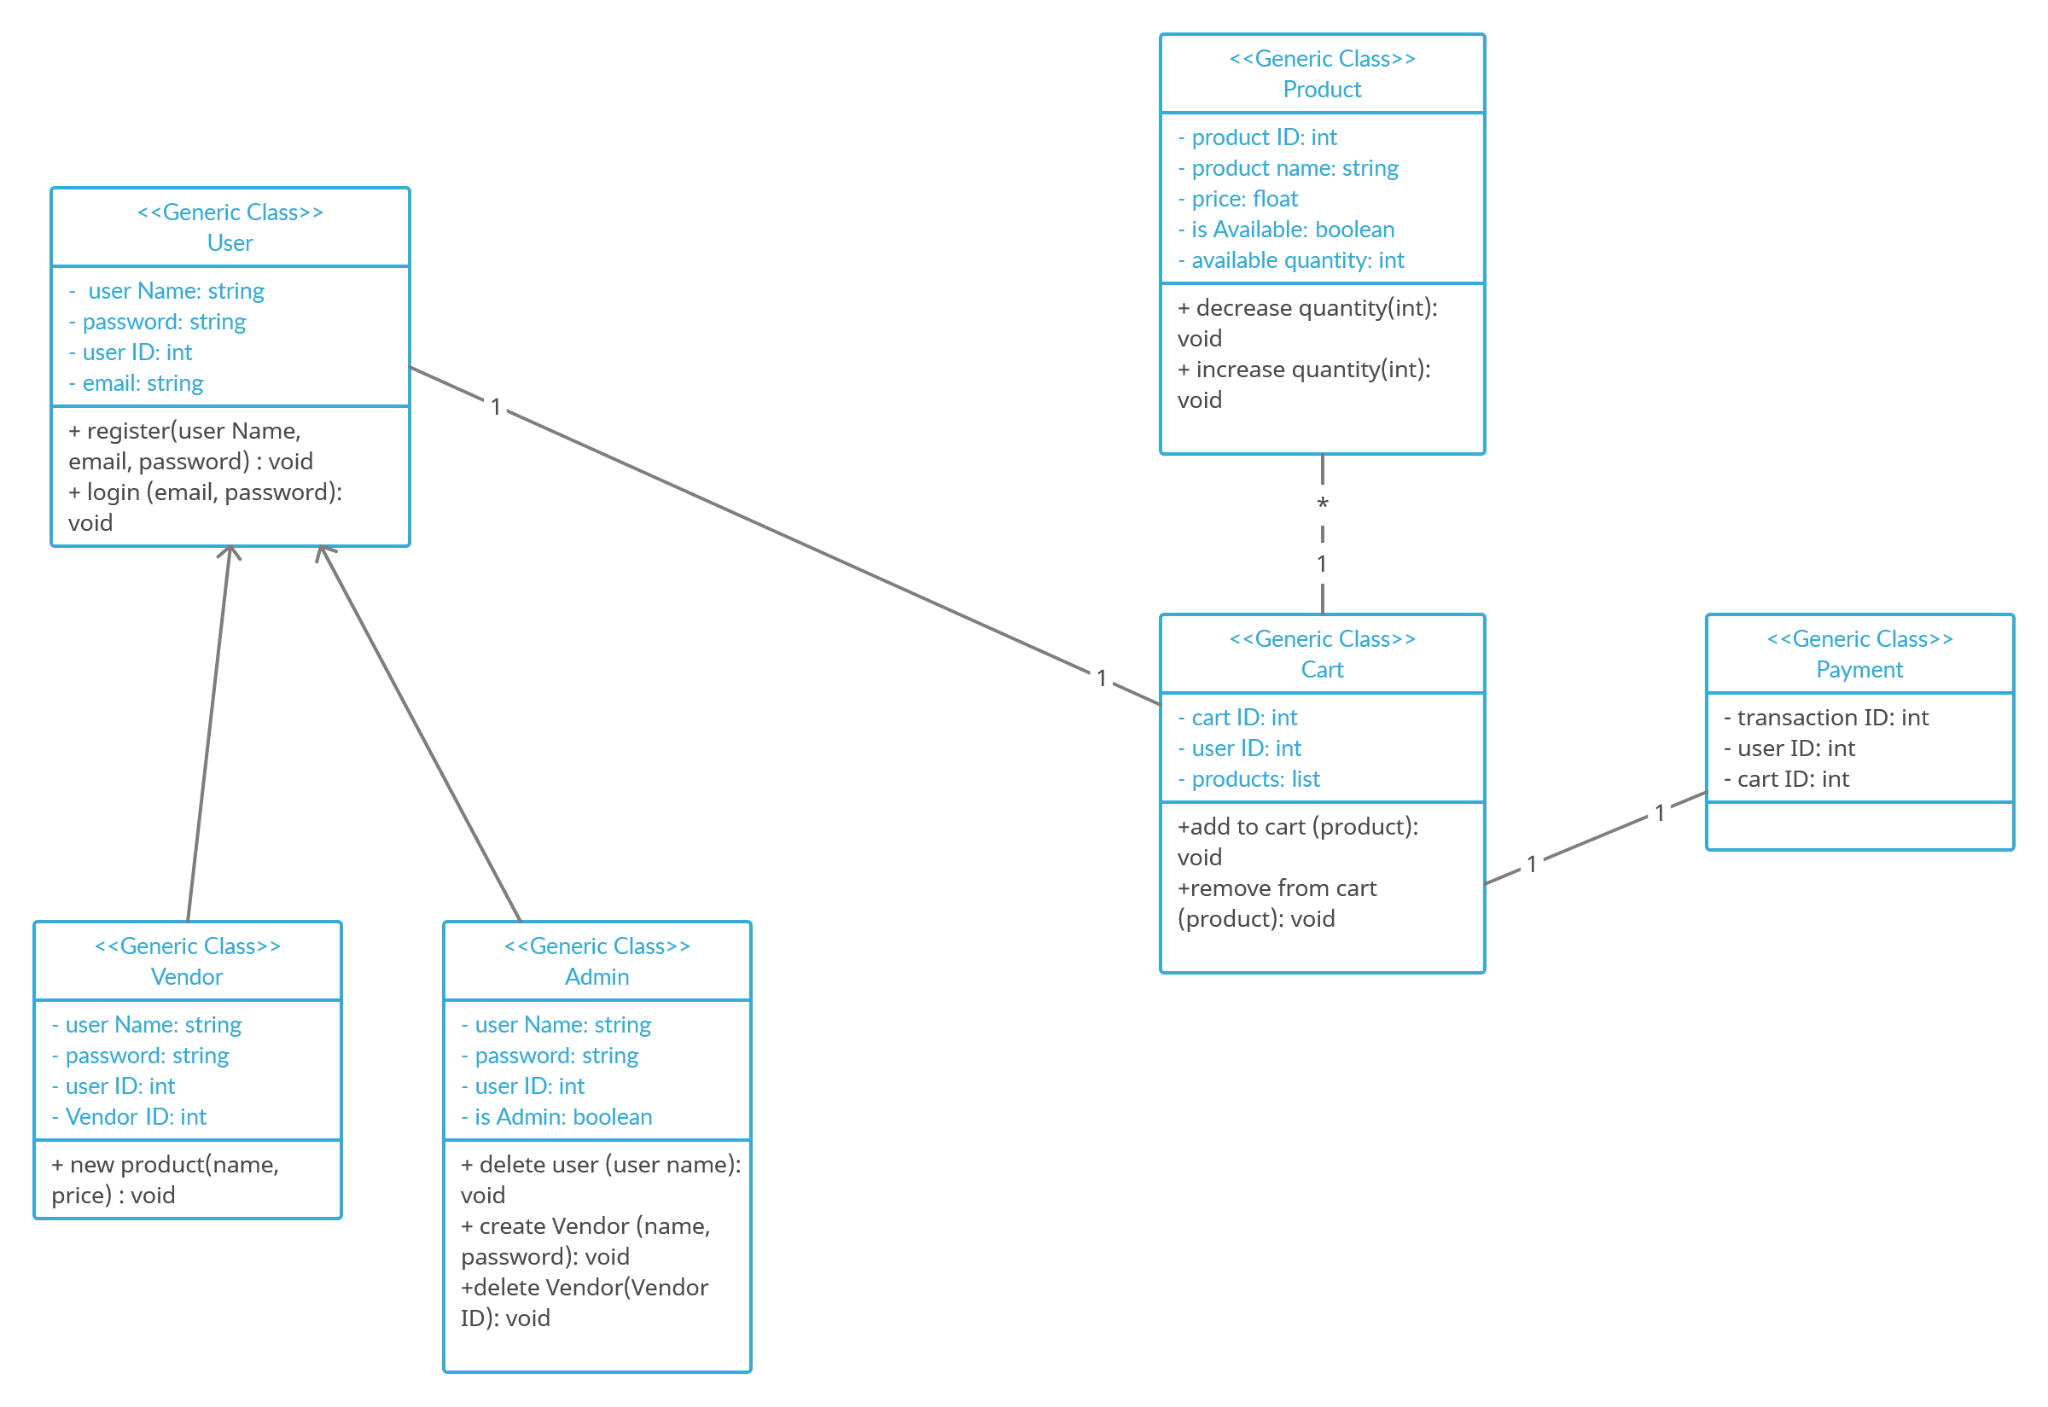 <<Generic Class>>
Product
- product ID: int
- product name: string
- price: float
- is Available: boolean
- available quantity: int
+ decrease quantity(int):
void
+ increase quantity(int):
void
<<Generic Class>>
User
-  user Name: string
- password: string
- user ID: int
- email: string
+ register(user Name,
email, password) : void
+ login (email, password):
void
1
1
*
1
<<Generic Class>>
Cart
- cart ID: int
- user ID: int
- products: list
+add to cart (product):
void
+remove from cart
(product): void
<<Generic Class>>
Payment
- transaction ID: int
- user ID: int
- cart ID: int
1
1
<<Generic Class>>
Vendor
- user Name: string
- password: string
- user ID: int
- Vendor ID: int
+ new product(name,
price) : void
<<Generic Class>>
Admin
- user Name: string
- password: string
- user ID: int
- is Admin: boolean
+ delete user (user name):
void
+ create Vendor (name,
password): void
+delete Vendor(Vendor
ID): void